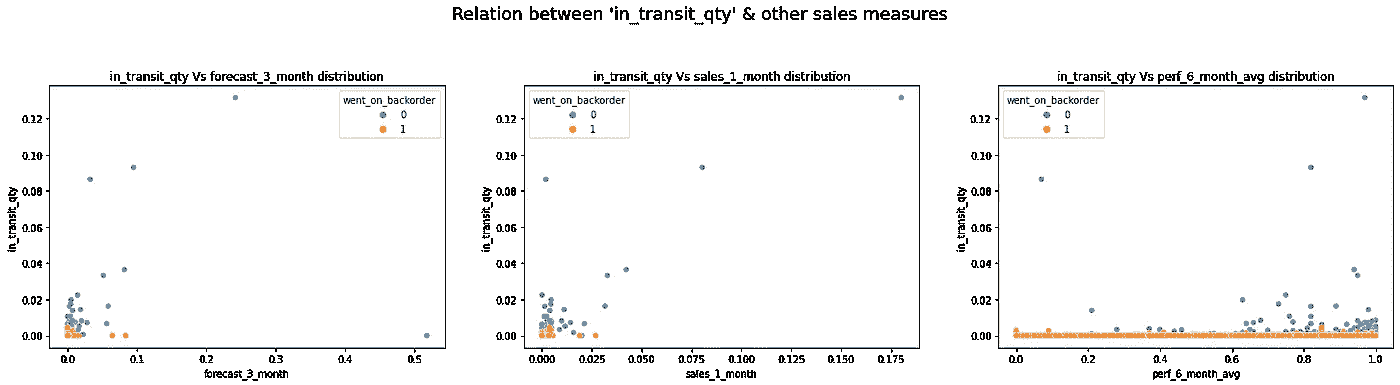 Relation between 'in_transit_qty' & other sales measures
in_transit_qty Vs forecast_3_month distribution
went_on_backorder
0
1
0.12
0.10
0.08
0.06
0.04
0.02
0.00
in_transit_qty
0.0 0.1 0.2 0.3 0.4 0.5
forecast_3_month
in_transit_qty Vs sales_1_month distribution
went_on_backorder
0
1
0.12
0.10
0.08
0.06
0.04
0.02
0.00
in_transit_qty
0.000 0.025 0.050 0.075 0.100 0.125 0.150 0.175
sales_1_month
in_transit_qty Vs perf_6_month_avg distribution
went_on_backorder
0
1
0.12
0.10
0.08
0.06
0.04
0.02
0.00
in_transit_qty
0.0 0.2 0.4 0.6 0.8 1.0
perf_6_month_avg